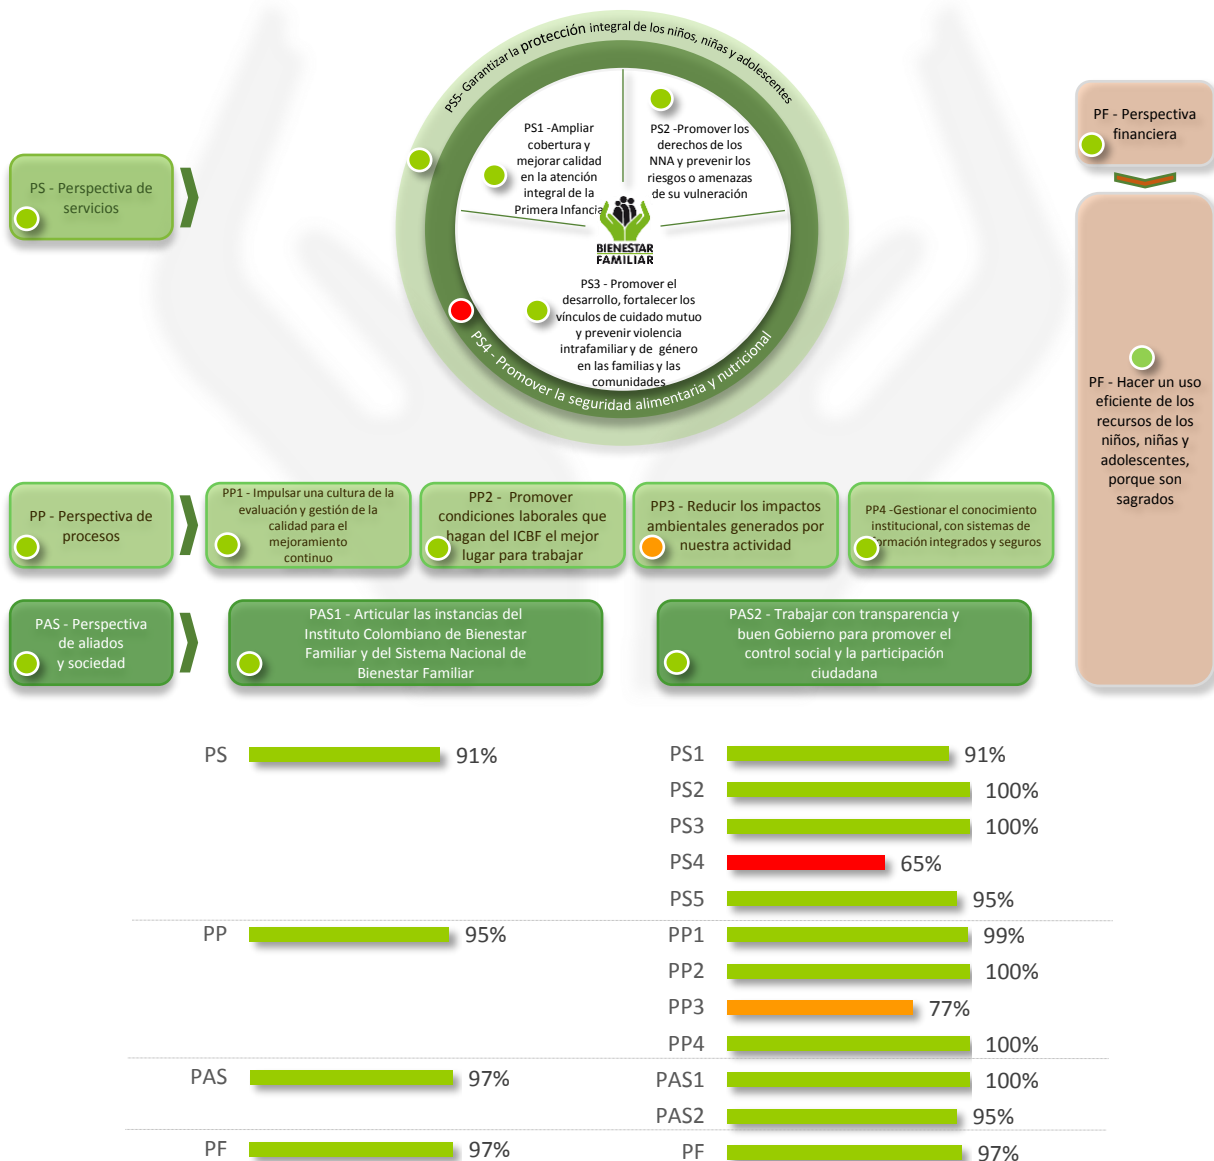 PS5- Garantizar la protección integral de los niños, niñas y adolescentes
PS1 -Ampliar
cobertura y
mejorar calidad
en la atención
integral de la
Primera Infancia
PS2 -Promover los
derechos de los
NNA y prevenir los
riesgos o amenazas
de su vulneración
BIENESTAR
FAMILIAR
PS3 - Promover el
desarrollo, fortalecer los
vínculos de cuidado mutuo
y prevenir violencia
intrafamiliar y de género
en las familias y las
comunidades
PS4 - Promover la seguridad alimentaria y nutricional
PS - Perspectiva de
servicios
PF - Perspectiva
financiera
PF - Hacer un uso
eficiente de los
recursos de los
niños, niñas y
adolescentes,
porque son
sagrados
PP - Perspectiva de
procesos
PP1 - Impulsar una cultura de la
evaluación y gestión de la
calidad para el
mejoramiento
continuo
PP2 - Promover
condiciones laborales que
hagan del ICBF el mejor
lugar para trabajar
PP3 - Reducir los impactos
ambientales generados por
nuestra actividad
PP4 -Gestionar el conocimiento
institucional, con sistemas de
formación integrados y seguros
PAS - Perspectiva
de aliados
y sociedad
PAS1 - Articular las instancias del
Instituto Colombiano de Bienestar
Familiar y del Sistema Nacional de
Bienestar Familiar
PAS2 - Trabajar con transparencia y
buen Gobierno para promover el
control social y la participación
ciudadana
PS 91%
PS1 91%
PS2 100%
PS3 100%
PS4 65%
PS5 95%
PP 95%
PP1 99%
PP2 100%
PP3 77%
PP4 100%
PAS 97%
PAS1 100%
PAS2 95%
PF 97%
PF 97%